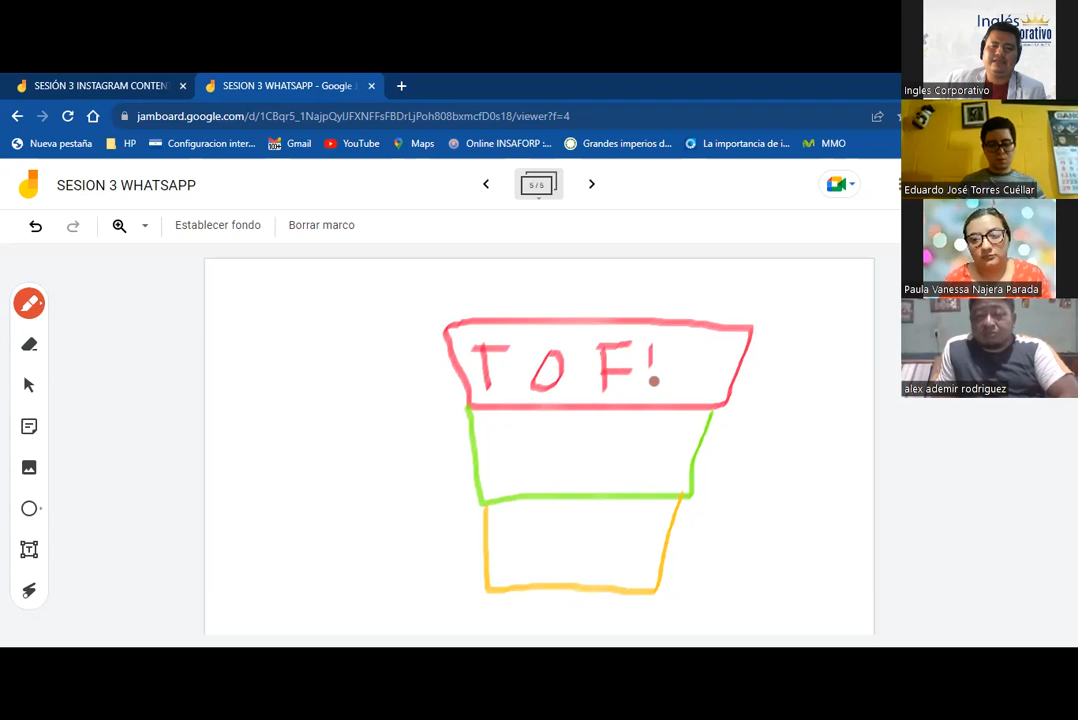 SESIÓN 3 INSTAGRAM CONTEN
SESION 3 WHATSAPP - Google J
jamboard.google.com/d/1CBqr5_1NajpQyIJFXNFFsFBDrLjPoh808bxmcfD0s18/viewer?f=4
Nueva pestaña
HP
Configuracion inter...
Gmail
YouTube
Maps
Online INSAFORP :...
Grandes imperios d...
La importancia de i...
MMO
SESION 3 WHATSAPP
5 / 5
Establecer fondo
Borrar marco
T O F
Inglés
orativo
Ingles Corporativo
Eduardo José Torres Cuéllar
Paula Vanessa Najera Parada
alex ademir rodriguez